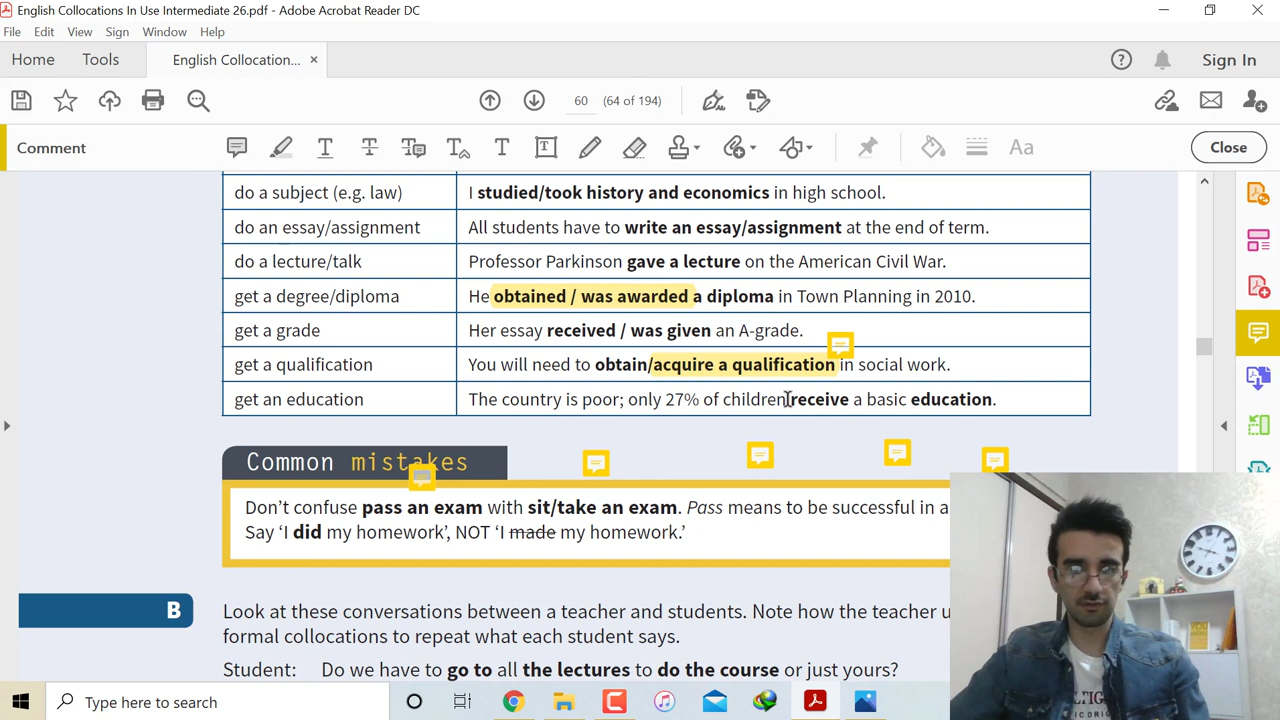 English Collocations In Use Intermediate 26.pdf - Adobe Acrobat Reader DC
File Edit View Sign Window Help
Home Tools English Collocation... × Sign In
60 (64 of 194)
Comment Close
do a subject (e.g. law) I studied/took history and economics in high school.
do an essay/assignment All students have to write an essay/assignment at the end of term.
do a lecture/talk Professor Parkinson gave a lecture on the American Civil War.
get a degree/diploma He obtained / was awarded a diploma in Town Planning in 2010.
get a grade Her essay received / was given an A-grade.
get a qualification You will need to obtain/acquire a qualification in social work.
get an education The country is poor; only 27% of children receive a basic education.
Common mistakes
Don't confuse pass an exam with sit/take an exam. Pass means to be successful in a
Say 'I did my homework', NOT 'I made my homework.'
B
Look at these conversations between a teacher and students. Note how the teacher u
formal collocations to repeat what each student says.
Student: Do we have to go to all the lectures to do the course or just yours?
Type here to search